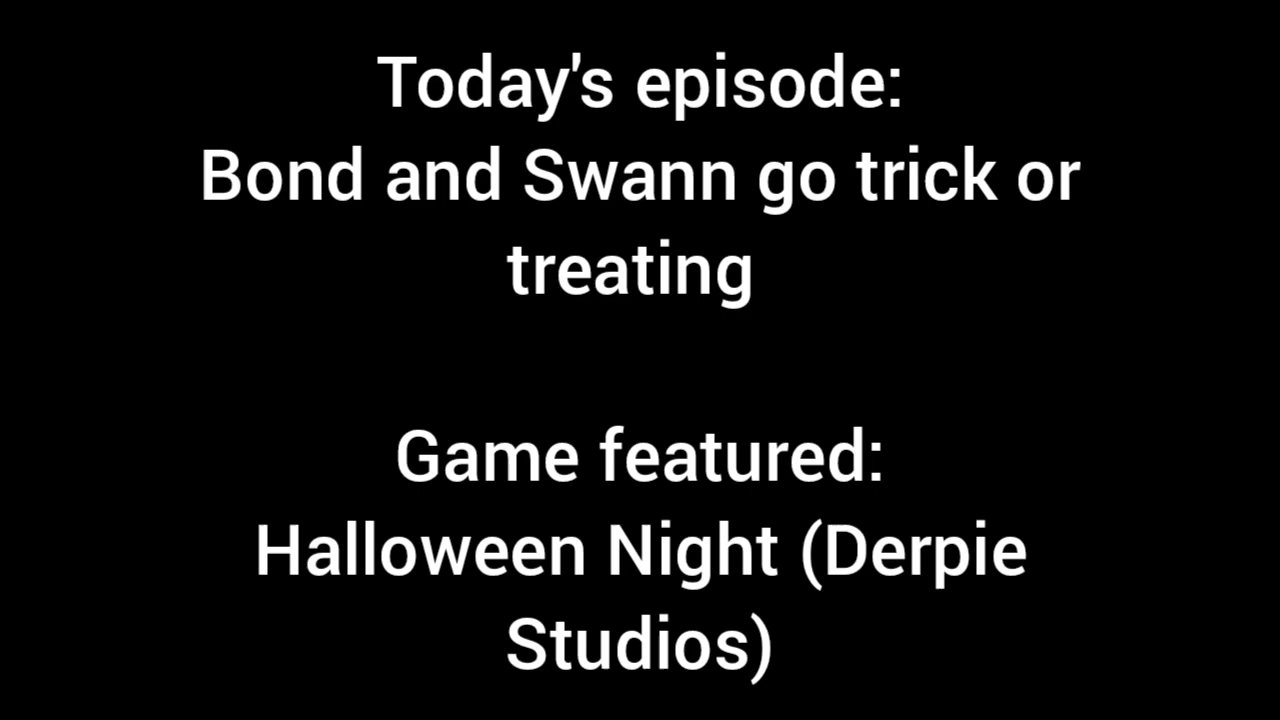 Today's episode:
Bond and Swann go trick or
treating
Game featured:
Halloween Night (Derpie
Studios)